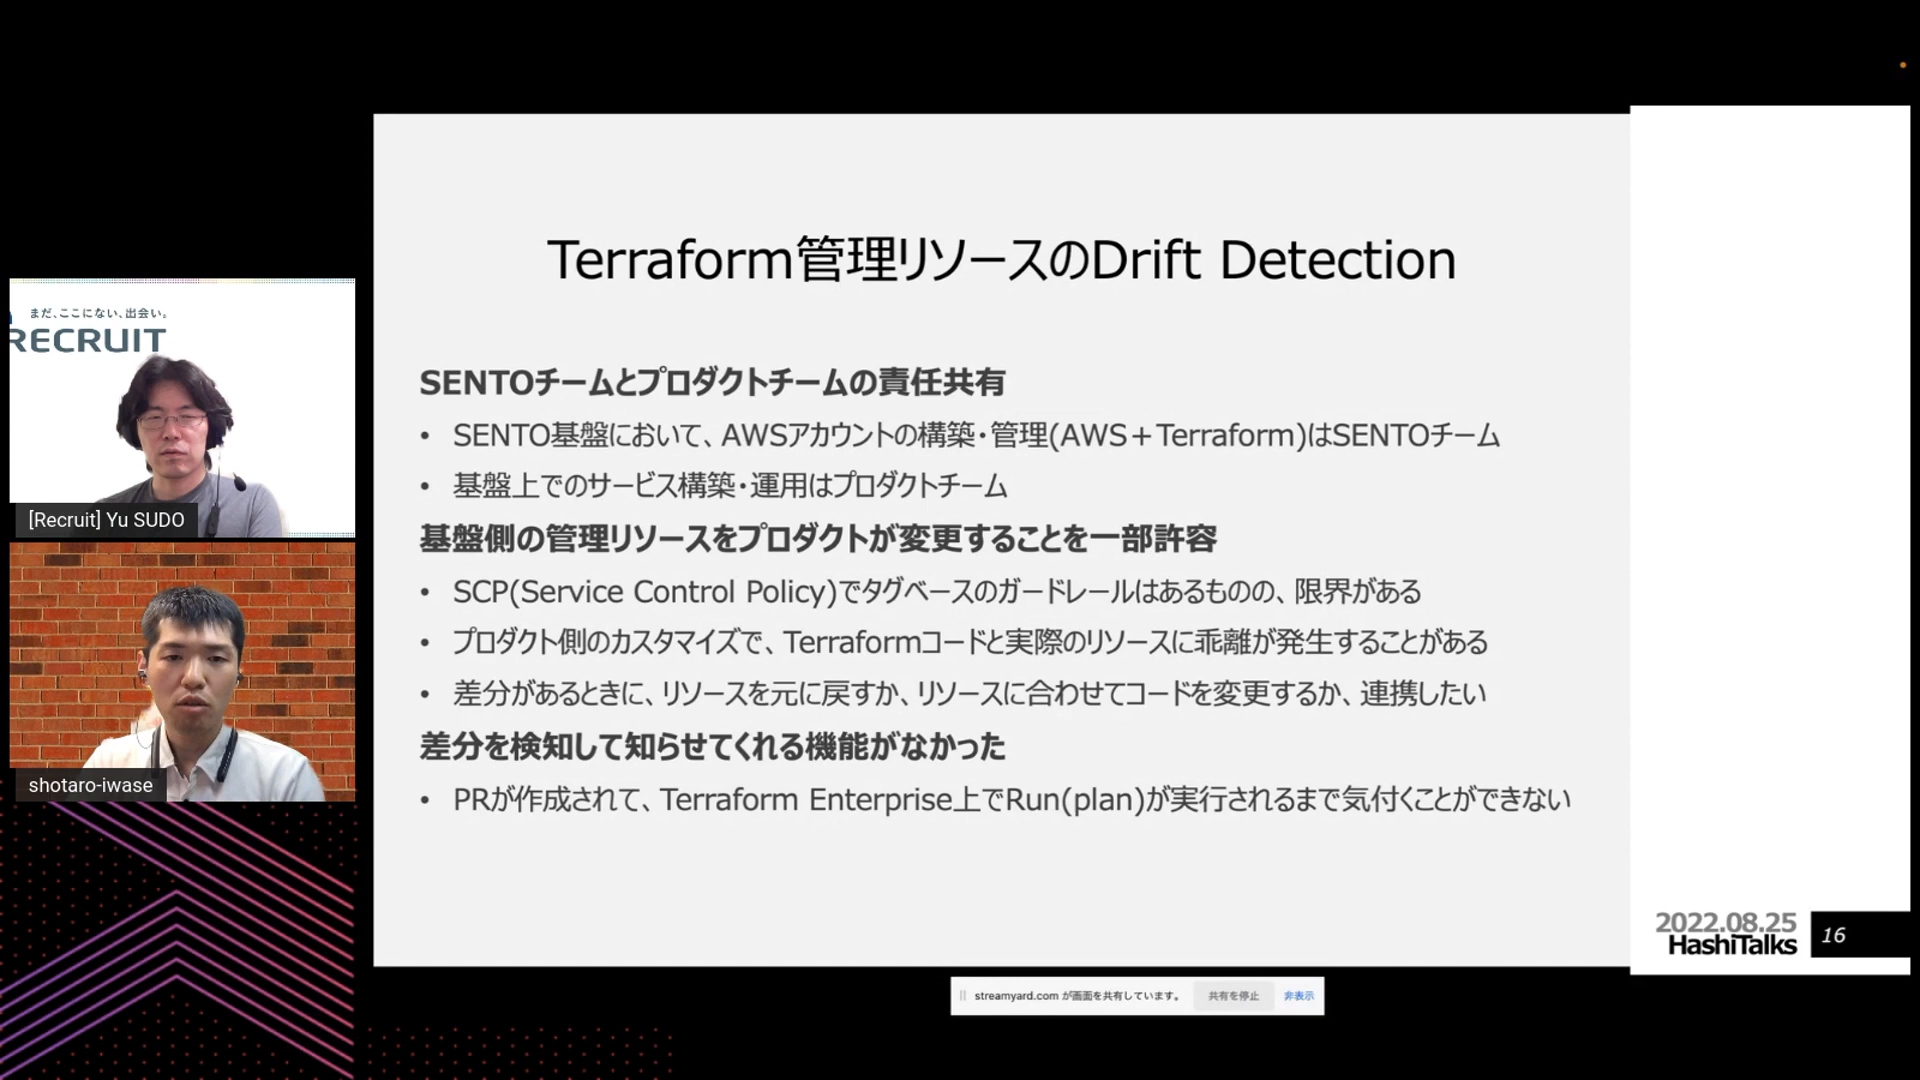 まだ、ここにない、出会い。
RECRUIT
[Recruit] Yu SUDO
shotaro-iwase
Terraform管理リソースのDrift Detection
SENTOチームとプロダクトチームの責任共有
• SENTO基盤において、AWSアカウントの構築・管理(AWS＋Terraform)はSENTOチーム
• 基盤上でのサービス構築・運用はプロダクトチーム
基盤側の管理リソースをプロダクトが変更することを一部許容
• SCP(Service Control Policy)でタグベースのガードレールはあるものの、限界がある
• プロダクト側のカスタマイズで、Terraformコードと実際のリソースに乖離が発生することがある
• 差分があるときに、リソースを元に戻すか、リソースに合わせてコードを変更するか、連携したい
差分を検知して知らせてくれる機能がなかった
• PRが作成されて、Terraform Enterprise上でRun(plan)が実行されるまで気付くことができない
2022.08.25
HashiTalks
16
streamyard.com が画面を共有しています。 共有を停止 非表示